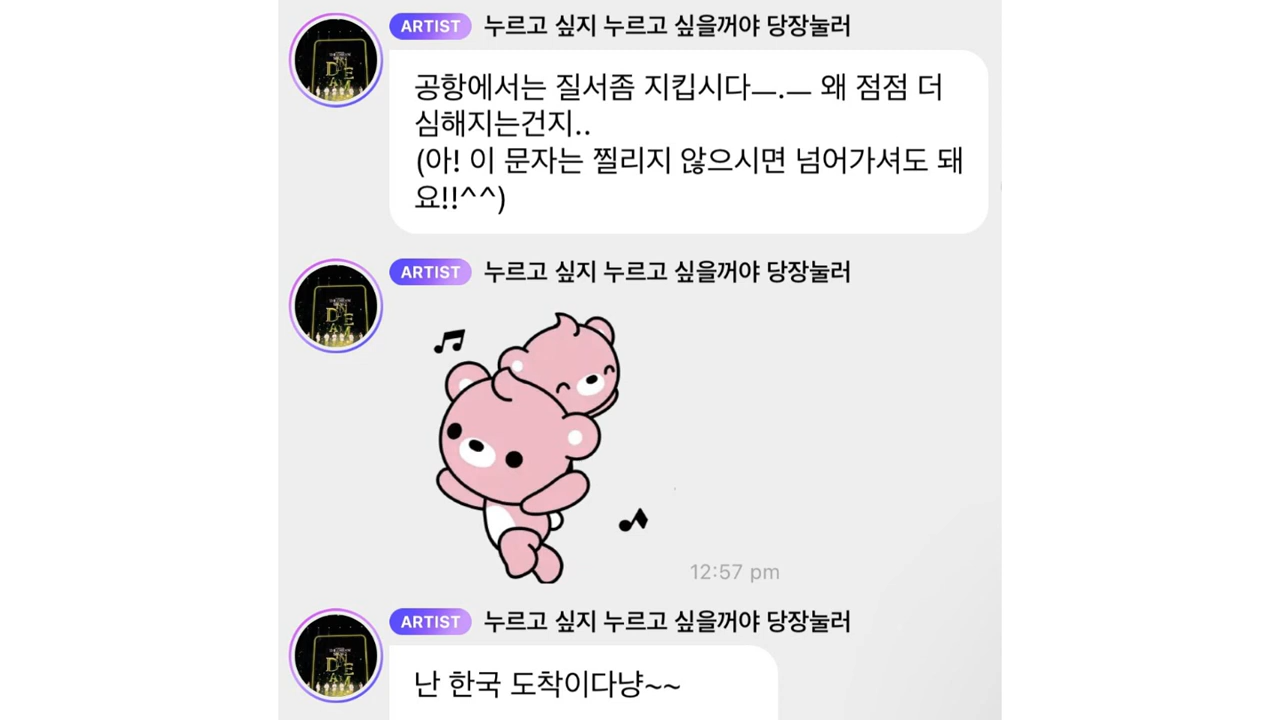 ARTIST 누르고 싶지 누르고 싶을꺼야 당장눌러
공항에서는 질서좀 지킵시다ㅡ.ㅡ 왜 점점 더
심해지는건지..
(아! 이 문자는 찔리지 않으시면 넘어가셔도 돼
요!!^^)
ARTIST 누르고 싶지 누르고 싶을꺼야 당장눌러
12:57 pm
ARTIST 누르고 싶지 누르고 싶을꺼야 당장눌러
난 한국 도착이다냥~~